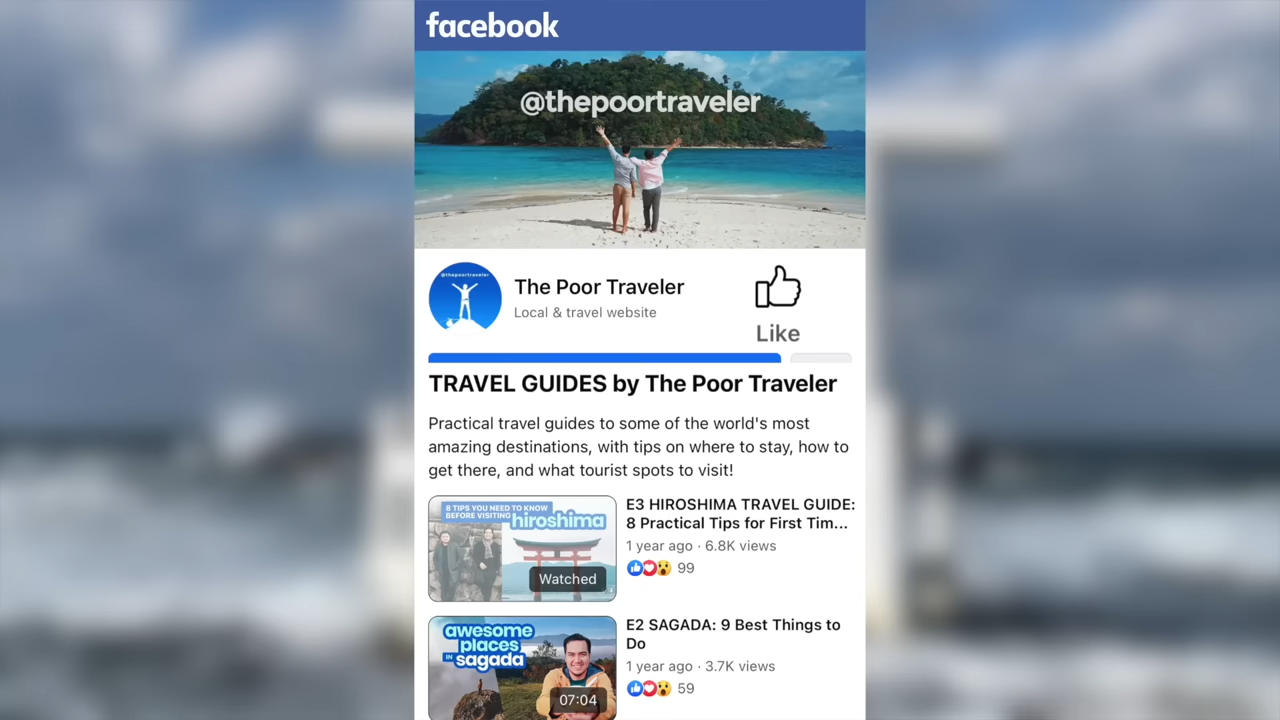 facebook
@thepoortraveler
@thepoortraveler
The Poor Traveler
Local & travel website
Like
TRAVEL GUIDES by The Poor Traveler
Practical travel guides to some of the world's most
amazing destinations, with tips on where to stay, how to
get there, and what tourist spots to visit!
8 TIPS YOU NEED TO KNOW
BEFORE VISITING
hiroshima
Watched
E3 HIROSHIMA TRAVEL GUIDE:
8 Practical Tips for First Tim...
1 year ago · 6.8K views
99
awesome
places
IN sagada
07:04
E2 SAGADA: 9 Best Things to
Do
1 year ago · 3.7K views
59